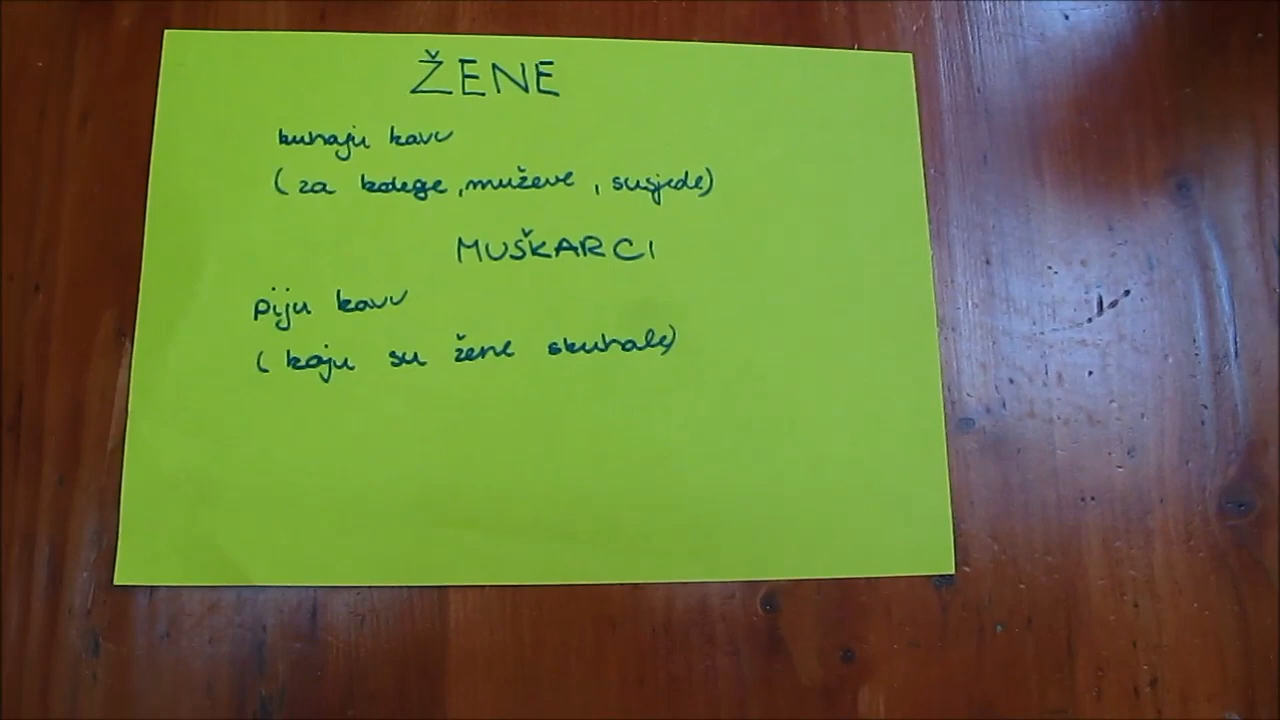 ŽENE
kuhaju kavu
(za kolege, muževe, susjede)
MUŠKARCI
piju kavu
(koju su žene skuhale)